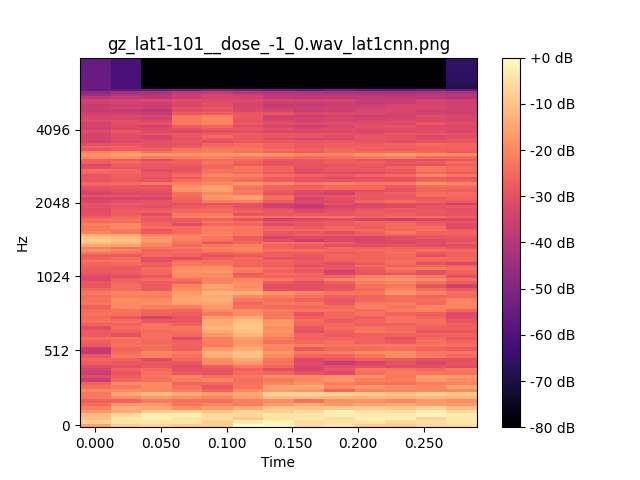 gz_lat1-101__dose_-1_0.wav_lat1cnn.png
Hz
4096
2048
1024
512
0
0.000 0.050 0.100 0.150 0.200 0.250
Time
+0 dB
-10 dB
-20 dB
-30 dB
-40 dB
-50 dB
-60 dB
-70 dB
-80 dB